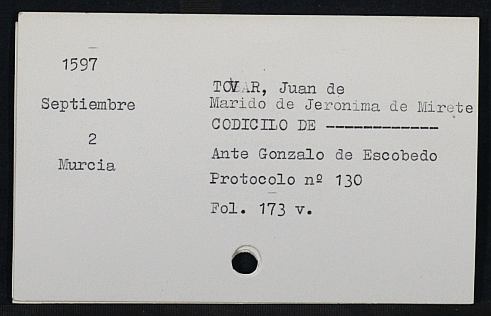 1597
Septiembre
2
Murcia
TOVAR, Juan de
Marido de Jeronima de Mirete
CODICILO DE ------------
Ante Gonzalo de Escobedo
Protocolo nº 130
Fol. 173 v.